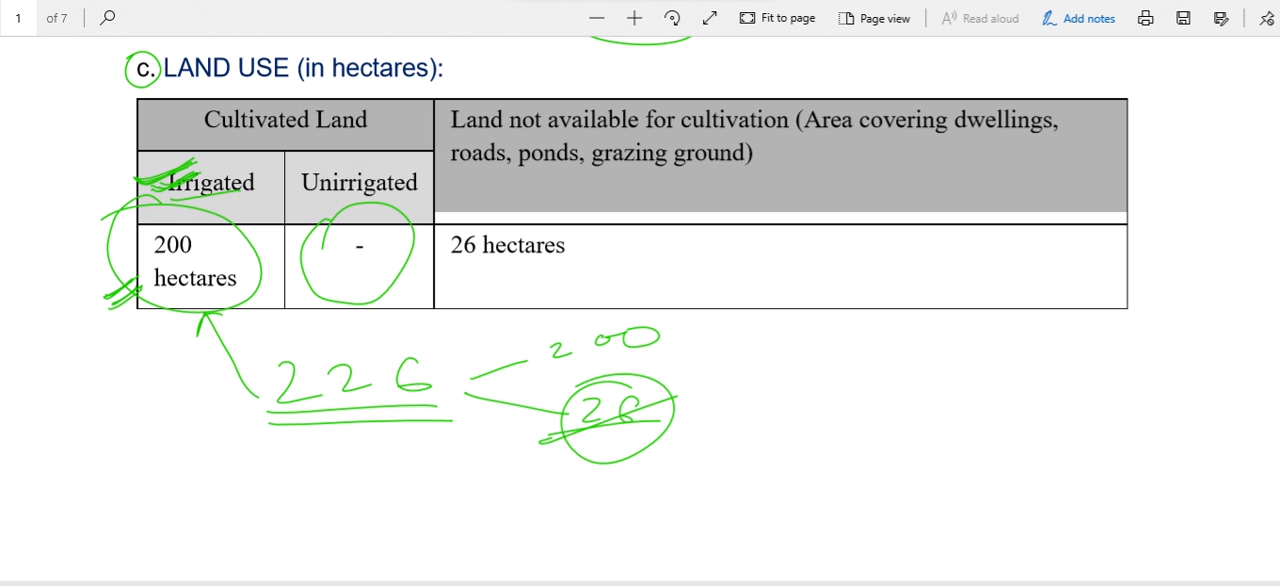 1 of 7 Fit to page Page view Read aloud Add notes
c. LAND USE (in hectares):
Cultivated Land
Land not available for cultivation (Area covering dwellings,
roads, ponds, grazing ground)
Irrigated Unirrigated
200
hectares
-
26 hectares
226
200
26